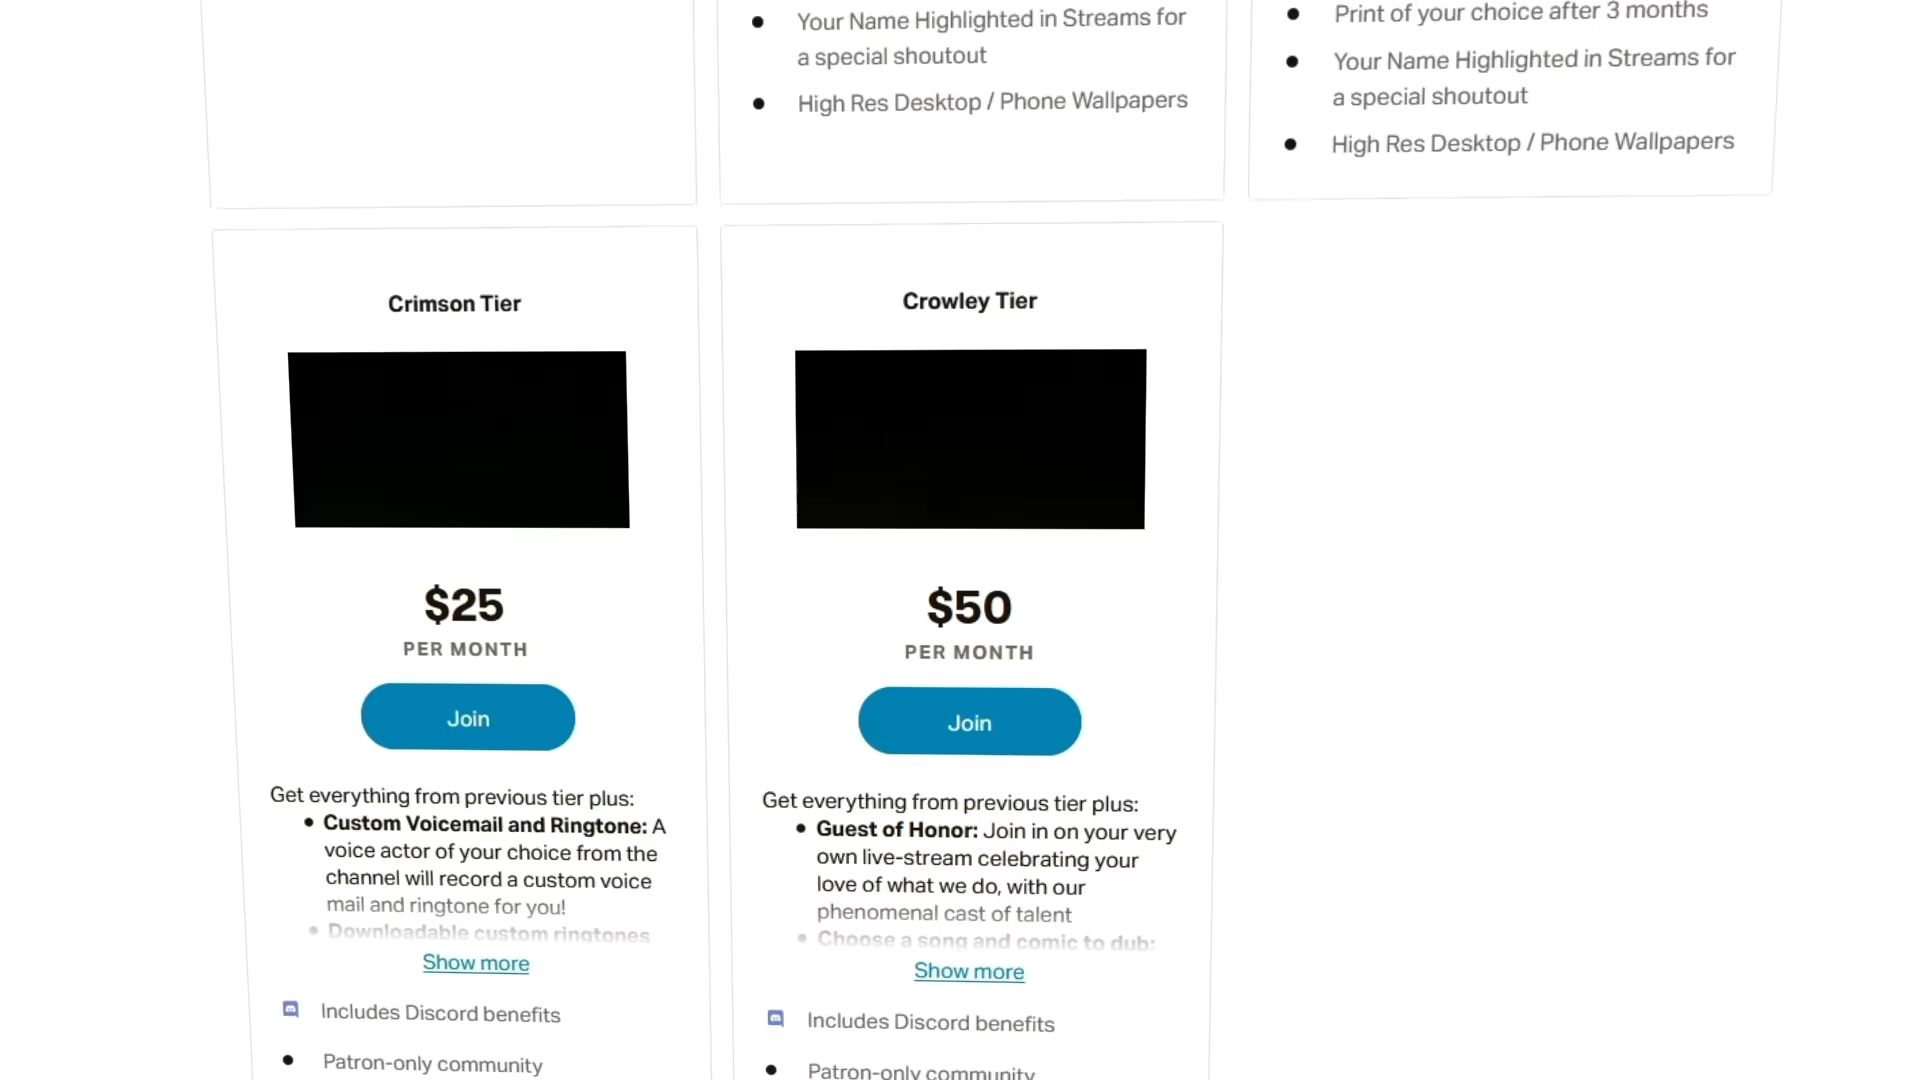 Your Name Highlighted in Streams for
a special shoutout
High Res Desktop / Phone Wallpapers
Print of your choice after 3 months
Your Name Highlighted in Streams for
a special shoutout
High Res Desktop / Phone Wallpapers
Crimson Tier
$25
PER MONTH
Join
Get everything from previous tier plus:
Custom Voicemail and Ringtone: A
voice actor of your choice from the
channel will record a custom voice
mail and ringtone for you!
Downloadable custom ringtones
Show more
Includes Discord benefits
Patron-only community
Crowley Tier
$50
PER MONTH
Join
Get everything from previous tier plus:
Guest of Honor: Join in on your very
own live-stream celebrating your
love of what we do, with our
phenomenal cast of talent
Choose a song and comic to dub:
Show more
Includes Discord benefits
Patron-only community